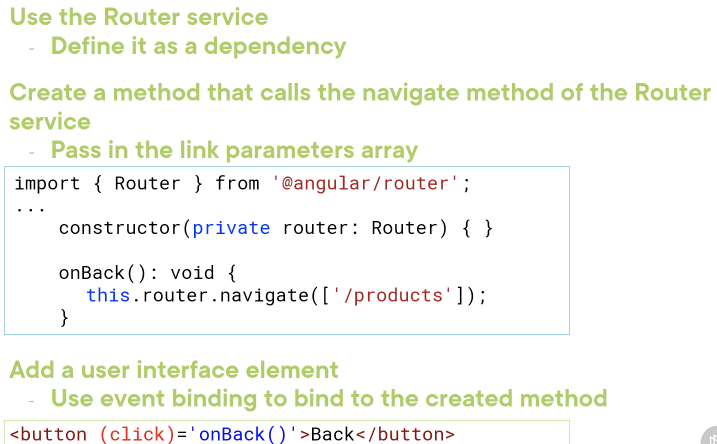 Use the Router service
- Define it as a dependency
Create a method that calls the navigate method of the Router
service
- Pass in the link parameters array
import { Router } from '@angular/router';
...
constructor(private router: Router) { }
onBack(): void {
this.router.navigate(['/products']);
}
Add a user interface element
- Use event binding to bind to the created method
<button (click)='onBack()'>Back</button>